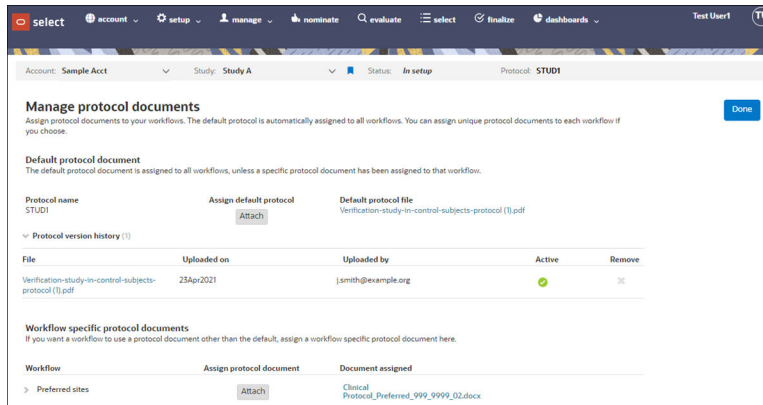 select account setup manage nominate evaluate select finalize dashboards Test User1
Account: Sample Acct Study: Study A Status: In setup Protocol: STUD1
Manage protocol documents
Done
Assign protocol documents to your workflows. The default protocol is automatically assigned to all workflows. You can assign unique protocol documents to each workflow if
you choose.
Default protocol document
The default protocol document is assigned to all workflows, unless a specific protocol document has been assigned to that workflow.
Protocol name Assign default protocol Default protocol file
STUD1 Attach Verification-study-in-control-subjects-protocol (1).pdf
Protocol version history (1)
File Uploaded on Uploaded by Active Remove
Verification-study-in-control-subjects- 23Apr2021 j.smith@example.org
protocol (1).pdf
Workflow specific protocol documents
If you want a workflow to use a protocol document other than the default, assign a workflow specific protocol document here.
Workflow Assign protocol document Document assigned
Preferred sites Attach Clinical
Protocol_Preferred_999_9999_02.docx